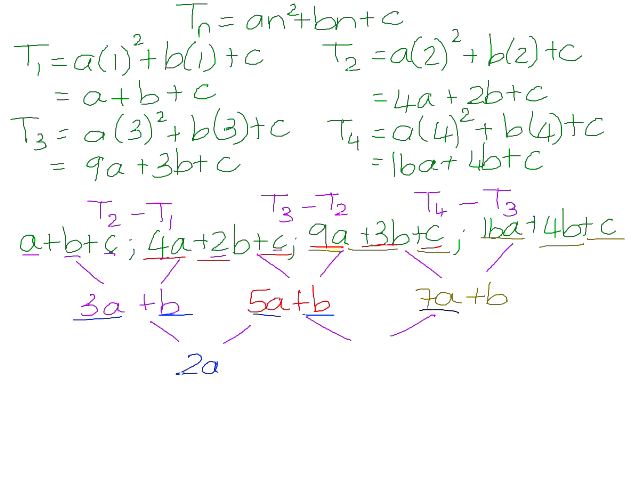 Tₙ = an²+bn+c
T₁ = a(1)²+b(1)+c T₂ = a(2)²+b(2)+c
= a+b+c = 4a+2b+c
T₃ = a(3)²+b(3)+c T₄ = a(4)²+b(4)+c
= 9a+3b+c = 16a+4b+c
T₂ - T₁ T₃ - T₂ T₄ - T₃
a+b+c ; 4a+2b+c ; 9a+3b+c ; 16a+4b+c
3a+b 5a+b 7a+b
2a